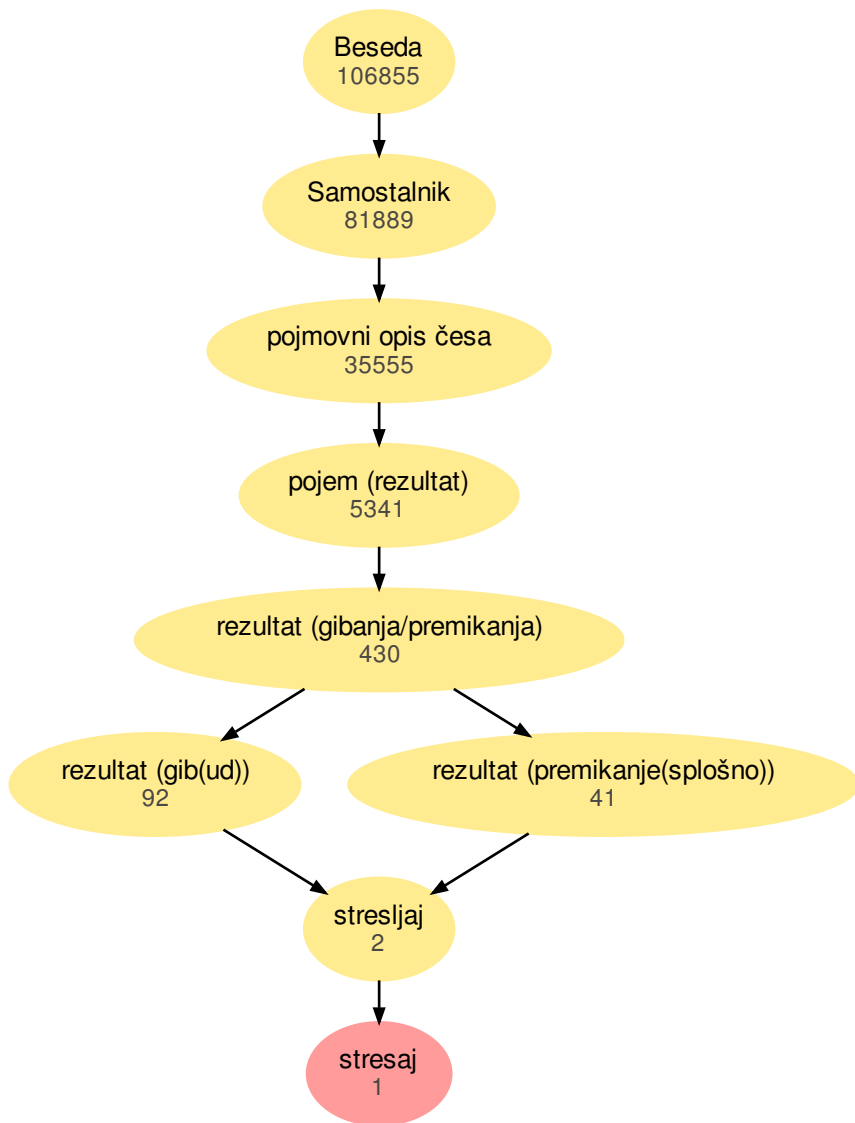 Beseda
106855
Samostalnik
81889
pojmovni opis česa
35555
pojem (rezultat)
5341
rezultat (gibanja/premikanja)
430
rezultat (gib(ud))
92
rezultat (premikanje(splošno))
41
stresljaj
2
stresaj
1